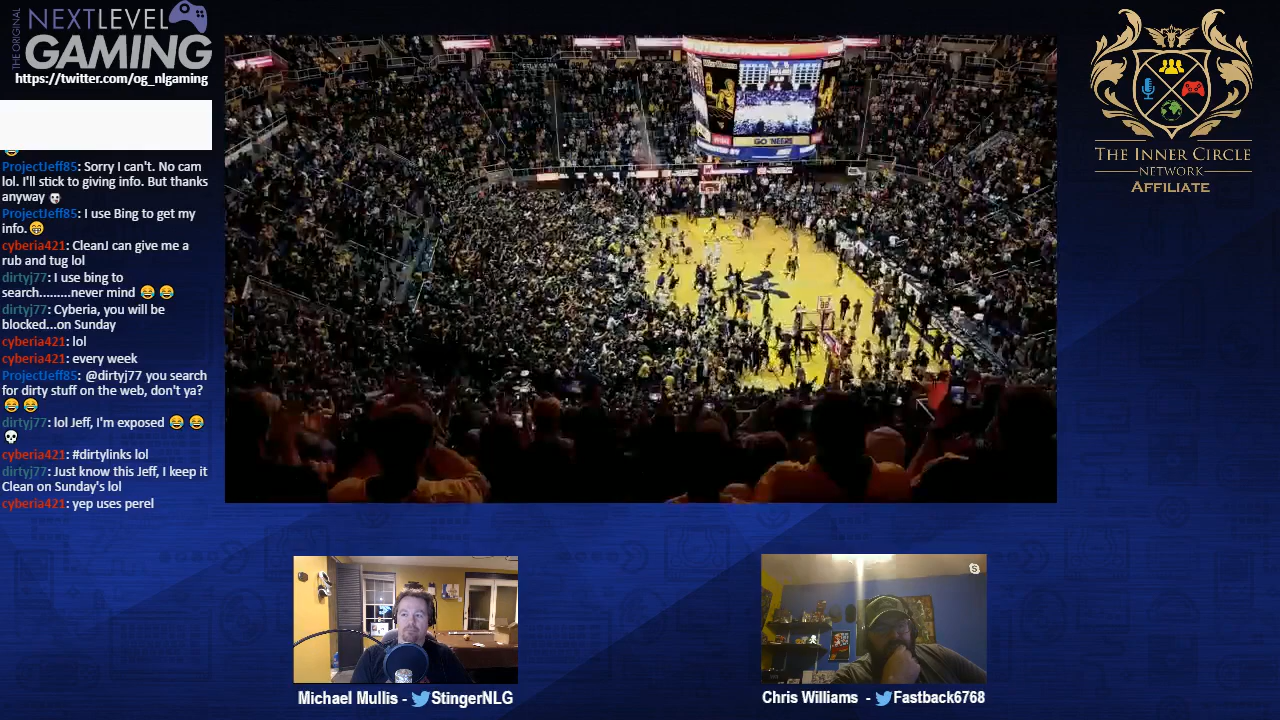 THE ORIGINAL
NEXTLEVEL
GAMING
https://twitter.com/og_nlgaming
ProjectJeff85: Sorry I can't. No cam
lol. I'll stick to giving info. But thanks
anyway 💀
ProjectJeff85: I use Bing to get my
info. 😁
cyberia421: CleanJ can give me a
rub and tug lol
dirtyj77: I use bing to
search.........never mind 😂 😂
dirtyj77: Cyberia, you will be
blocked...on Sunday
cyberia421: lol
cyberia421: every week
ProjectJeff85: @dirtyj77 you search
for dirty stuff on the web, don't ya?
😂 😂
dirtyj77: lol Jeff, I'm exposed 😂 😂
💀
cyberia421: #dirtylinks lol
dirtyj77: Just know this Jeff, I keep it
Clean on Sunday's lol
cyberia421: yep uses perel
GO 'NEERS
THE INNER CIRCLE
NETWORK
AFFILIATE
Michael Mullis - StingerNLG
Chris Williams - Fastback6768